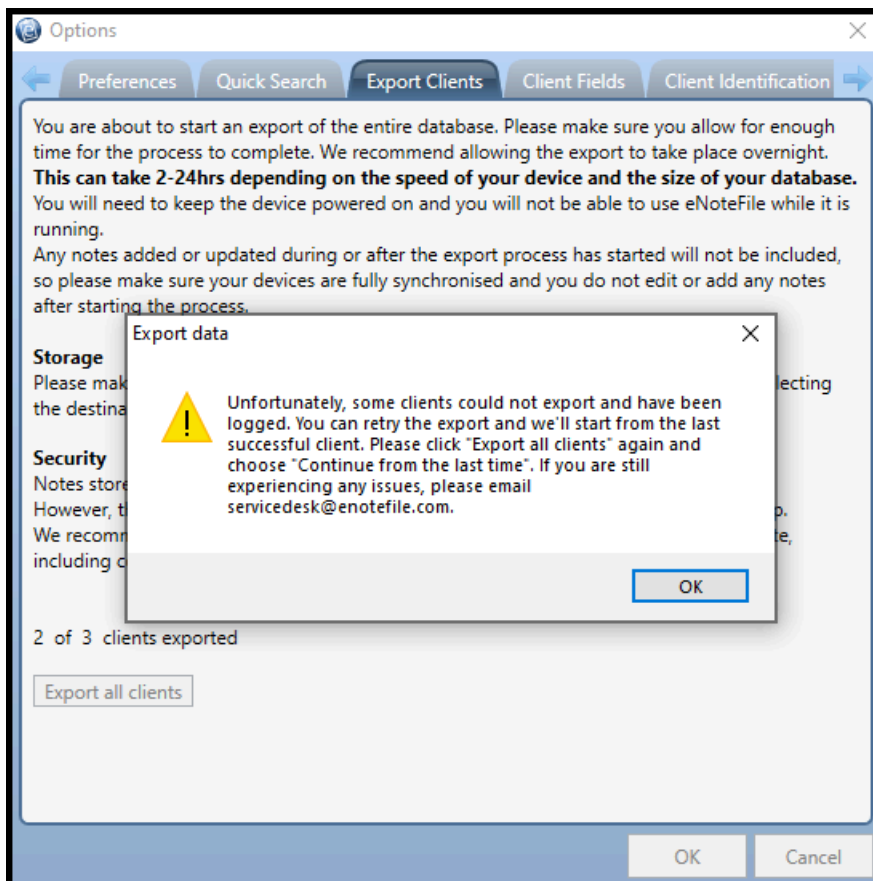 Options
Preferences
Quick Search
Export Clients
Client Fields
Client Identification
You are about to start an export of the entire database. Please make sure you allow for enough
time for the process to complete. We recommend allowing the export to take place overnight.
This can take 2-24hrs depending on the speed of your device and the size of your database.
You will need to keep the device powered on and you will not be able to use eNoteFile while it is
running.
Any notes added or updated during or after the export process has started will not be included,
so please make sure your devices are fully synchronised and you do not edit or add any notes
after starting the process.
Export data
Unfortunately, some clients could not export and have been
logged. You can retry the export and we'll start from the last
successful client. Please click "Export all clients" again and
choose "Continue from the last time". If you are still
experiencing any issues, please email
servicedesk@enotefile.com.
OK
Storage
Please
the
Security
Notes
However,
We
including
2 of 3 clients exported
Export all clients
OK
Cancel